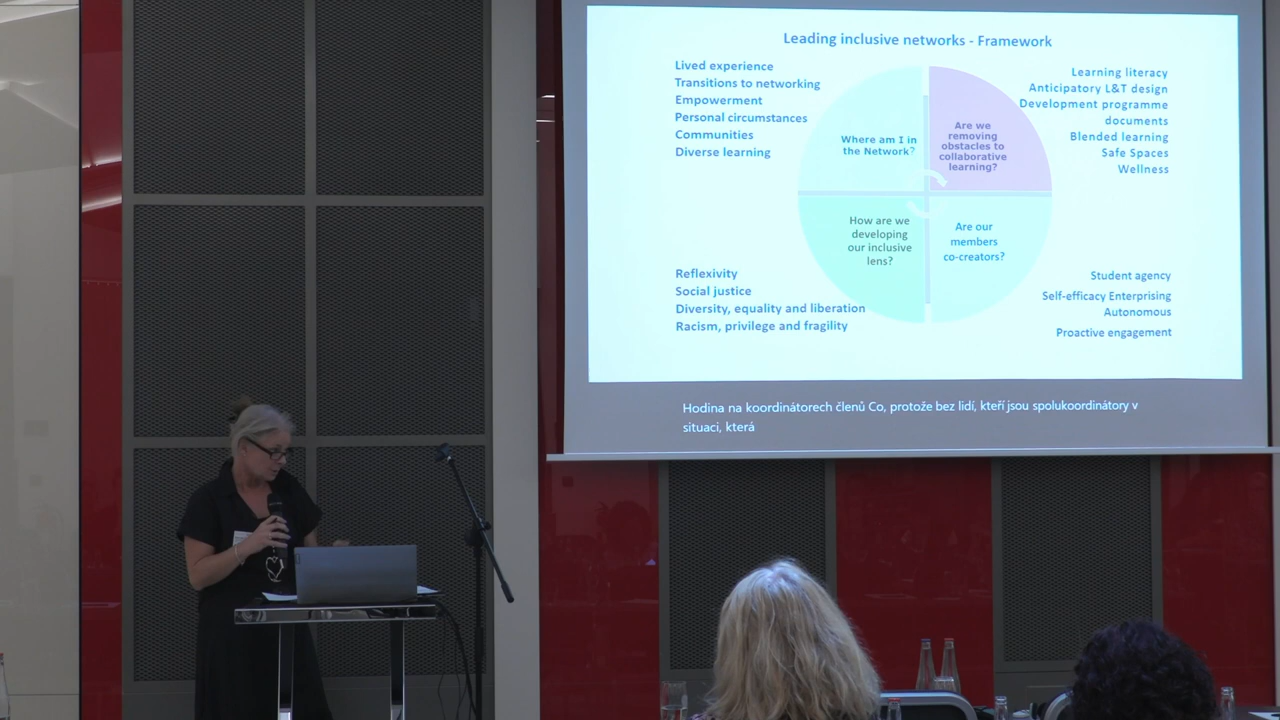 Leading inclusive networks - Framework
Lived experience
Transitions to networking
Empowerment
Personal circumstances
Communities
Diverse learning
Where am I in
the Network?
Are we
removing
obstacles to
collaborative
learning?
Learning literacy
Anticipatory L&T design
Development programme
documents
Blended learning
Safe Spaces
Wellness
How are we
developing
our inclusive
lens?
Are our
members
co-creators?
Reflexivity
Social justice
Diversity, equality and liberation
Racism, privilege and fragility
Student agency
Self-efficacy Enterprising
Autonomous
Proactive engagement
Hodina na koordinátorech členů Co, protože bez lidí, kteří jsou spolukoordinátory v
situaci, která